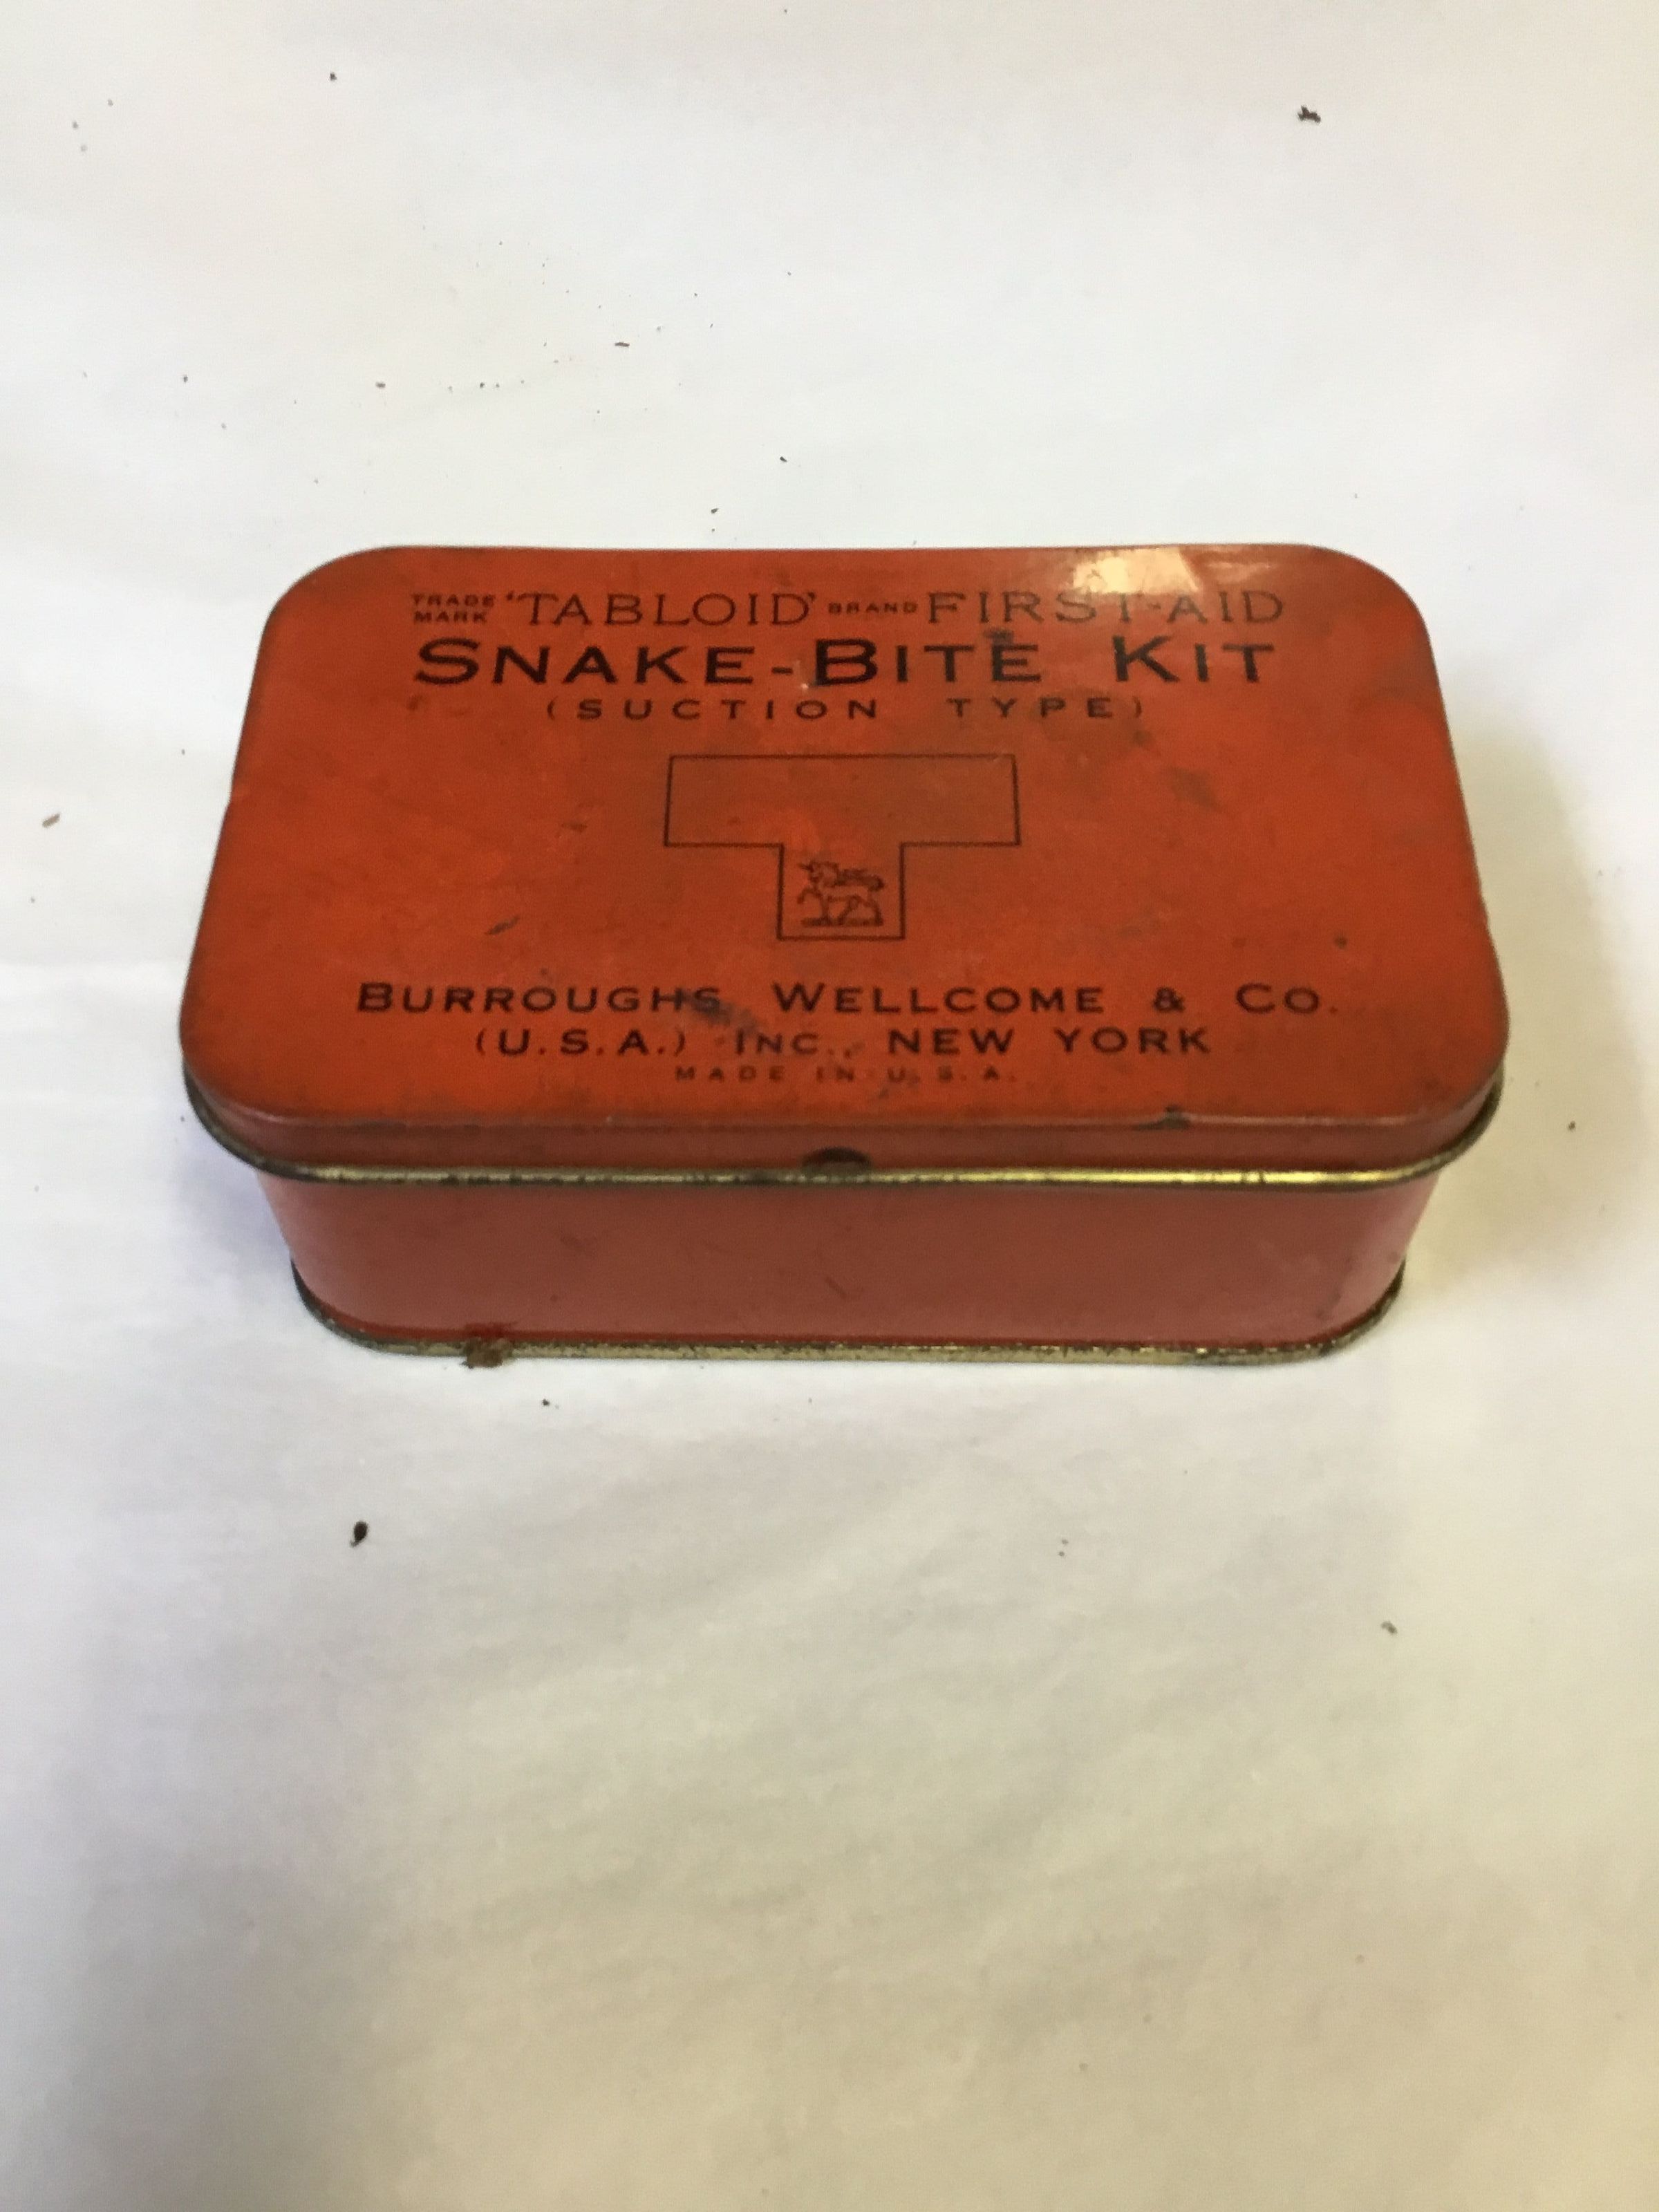 TRADE MARK 'TABLOID' BRAND FIRST-AID
SNAKE-BITE KIT
(SUCTION TYPE)
BURROUGHS WELLCOME & CO.
(U.S.A.) INC., NEW YORK
MADE IN U.S.A.